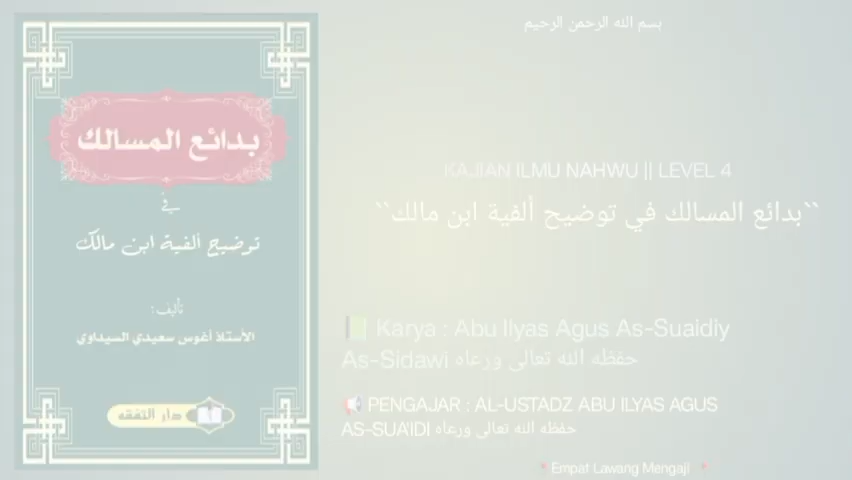 بسم الله الرحمن الرحيم
بدائع المسالك
في
توضيح ألفية ابن مالك
تأليف:
الأستاذ أغوس سعيدي السيداوي
دار التفقه
KAJIAN ILMU NAHWU || LEVEL 4
``بدائع المسالك في توضيح ألفية ابن مالك``
📗 Karya : Abu Ilyas Agus As-Suaidiy
As-Sidawi حفظه الله تعالى ورعاه
📢 PENGAJAR : AL-USTADZ ABU ILYAS AGUS
AS-SUA'IDI حفظه الله تعالى ورعاه
Empat Lawang Mengaji